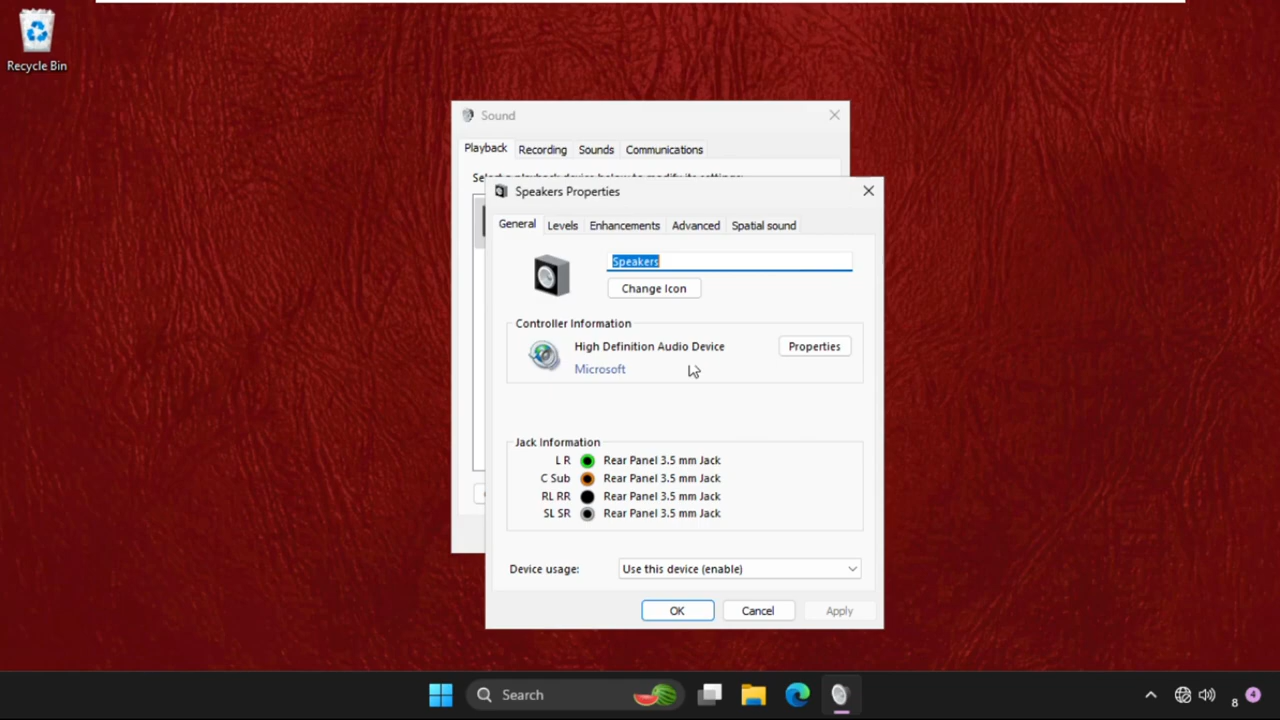 Recycle Bin
Sound
Playback
Recording
Sounds
Communications
Speakers Properties
General
Levels
Enhancements
Advanced
Spatial sound
Speakers
Change Icon
Controller Information
High Definition Audio Device
Properties
Microsoft
Jack Information
L R Rear Panel 3.5 mm Jack
C Sub Rear Panel 3.5 mm Jack
RL RR Rear Panel 3.5 mm Jack
SL SR Rear Panel 3.5 mm Jack
Device usage: Use this device (enable)
OK
Cancel
Apply
Search
8
4